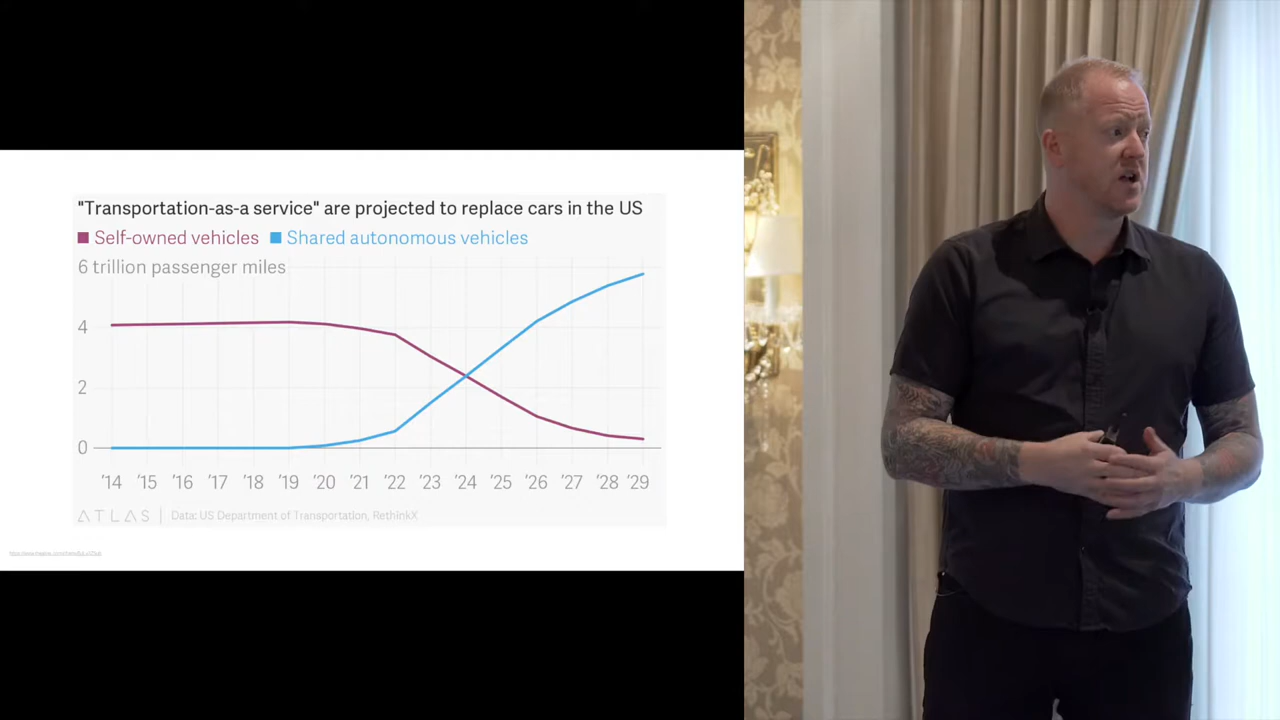 "Transportation-as-a service" are projected to replace cars in the US
Self-owned vehicles Shared autonomous vehicles
6 trillion passenger miles
4
2
0
'14 '15 '16 '17 '18 '19 '20 '21 '22 '23 '24 '25 '26 '27 '28 '29
ATLAS | Data: US Department of Transportation, RethinkX